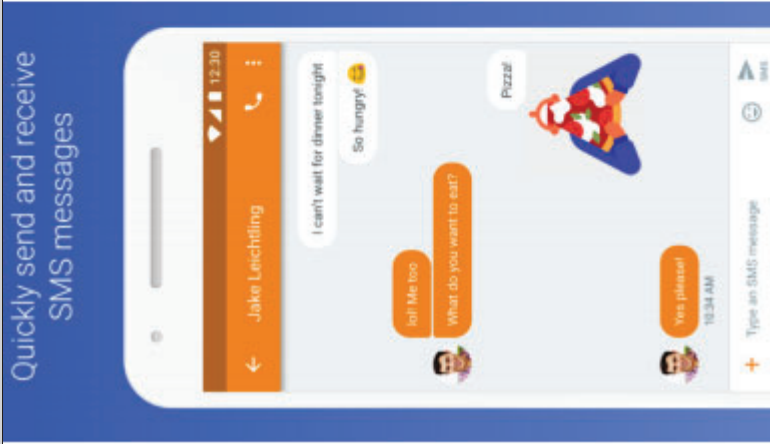 Quickly send and receive
SMS messages
12:30
Jake Leichtling
I can't wait for dinner tonight
So hungry!
lol! Me too
What do you want to eat?
Pizza!
Yes please!
10:34 AM
Type an SMS message
SMS